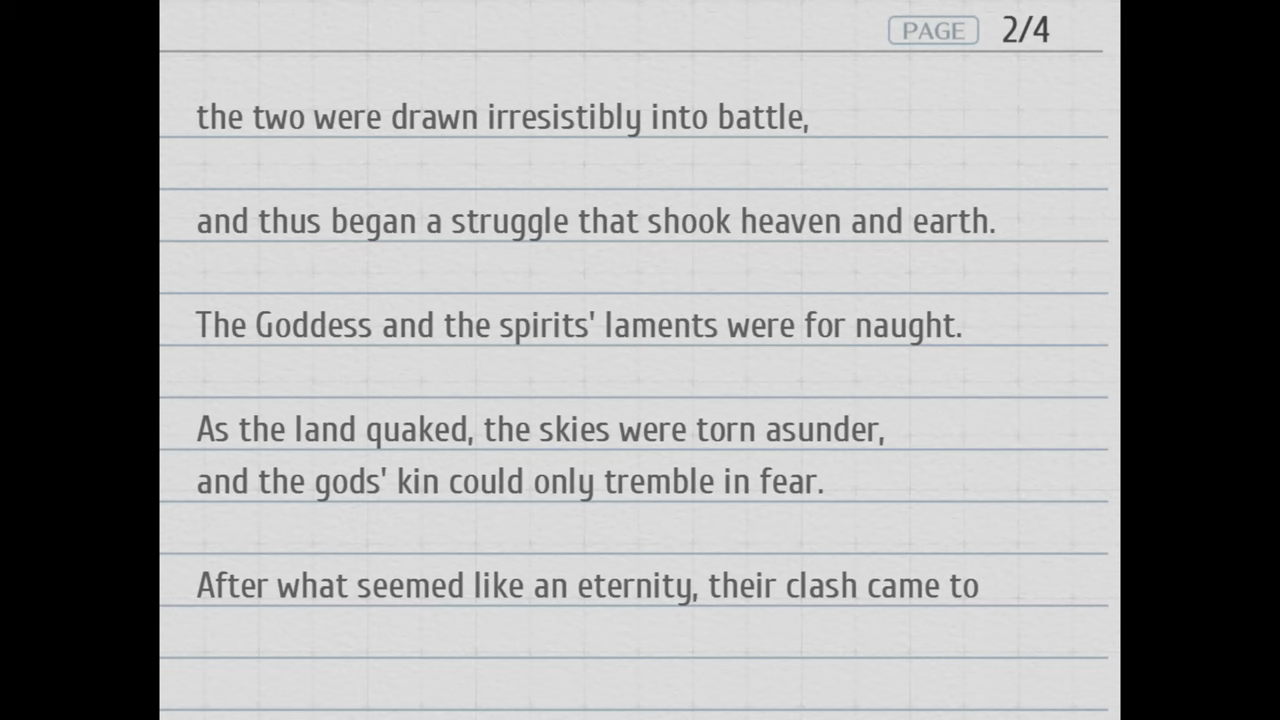 PAGE 2/4
the two were drawn irresistibly into battle,
and thus began a struggle that shook heaven and earth.
The Goddess and the spirits' laments were for naught.
As the land quaked, the skies were torn asunder,
and the gods' kin could only tremble in fear.
After what seemed like an eternity, their clash came to